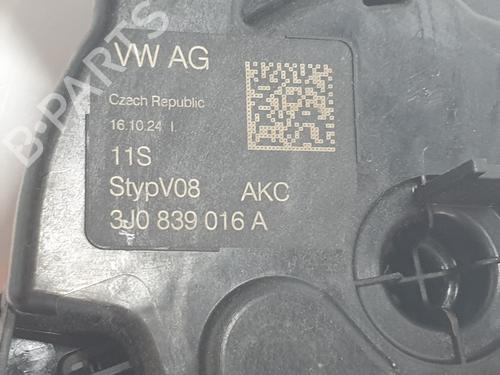 VW AG
Czech Republic
16.10.24 I.
11S
StypV08 AKC
3J0 839 016 A
B-PARTS